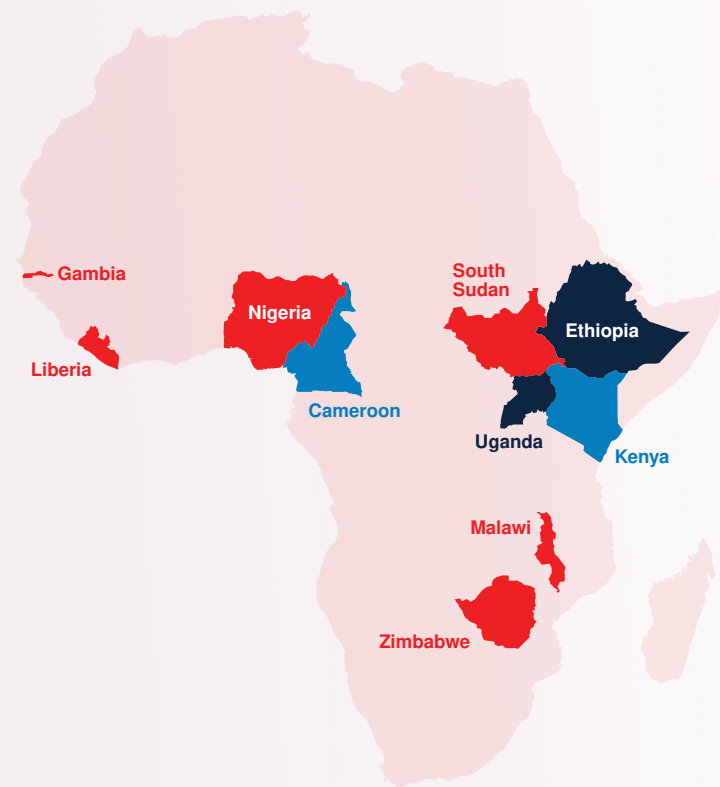 Gambia
Liberia
Nigeria
Cameroon
South
Sudan
Ethiopia
Uganda
Kenya
Malawi
Zimbabwe